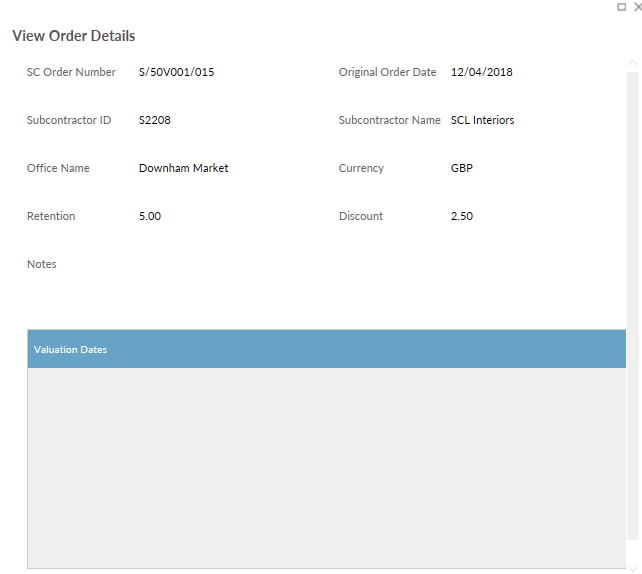 View Order Details
SC Order Number S/50V001/015 Original Order Date 12/04/2018
Subcontractor ID S2208 Subcontractor Name SCL Interiors
Office Name Downham Market Currency GBP
Retention 5.00 Discount 2.50
Notes
Valuation Dates